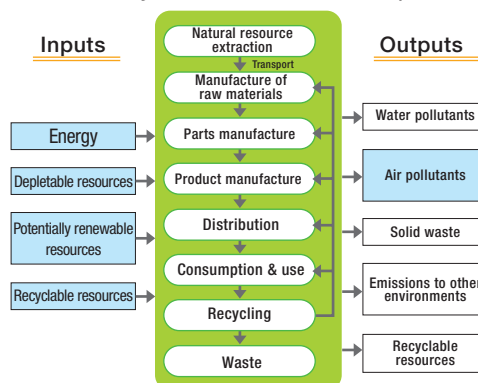 Inputs
Energy
Depletable resources
Potentially renewable
resources
Recyclable resources
Natural resource
extraction
Transport
Manufacture of
raw materials
Parts manufacture
Product manufacture
Distribution
Consumption & use
Recycling
Waste
Outputs
Water pollutants
Air pollutants
Solid waste
Emissions to other
environments
Recyclable
resources